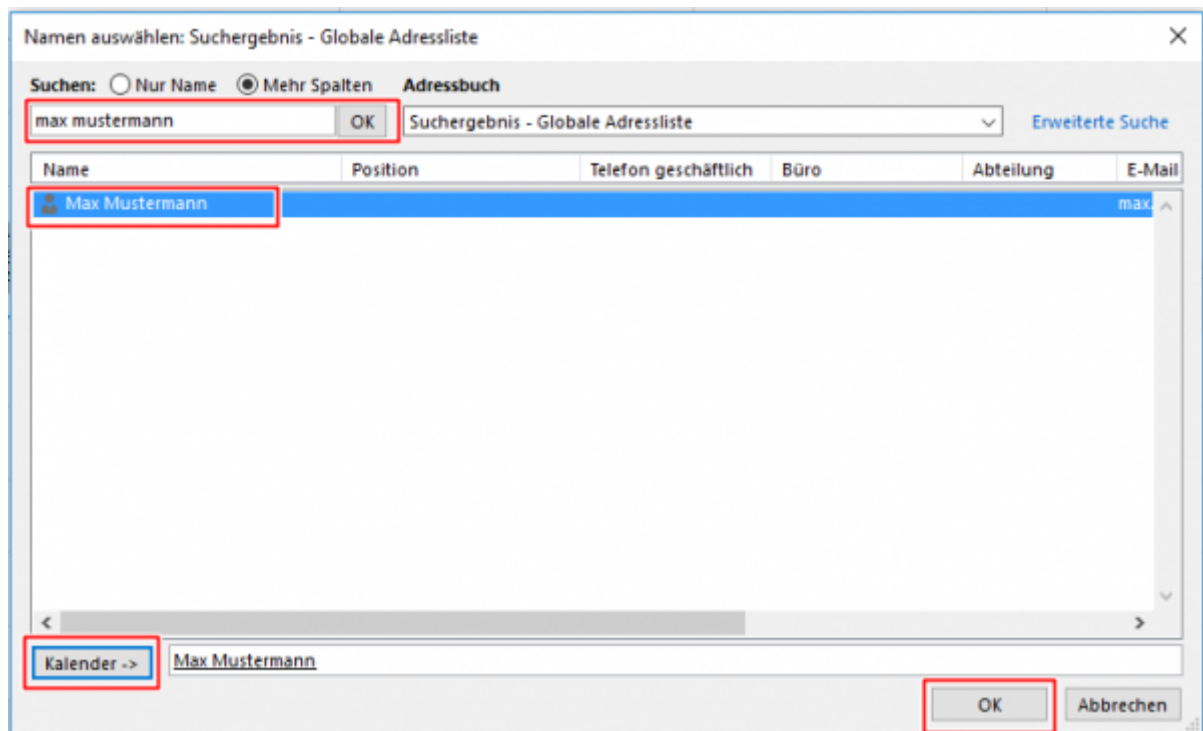 Namen auswählen: Suchergebnis - Globale Adressliste
Suchen: Nur Name Mehr Spalten Adressbuch
max mustermann OK Suchergebnis - Globale Adressliste Erweiterte Suche
Name Position Telefon geschäftlich Büro Abteilung E-Mail
Max Mustermann max.
Kalender -> Max Mustermann
OK Abbrechen